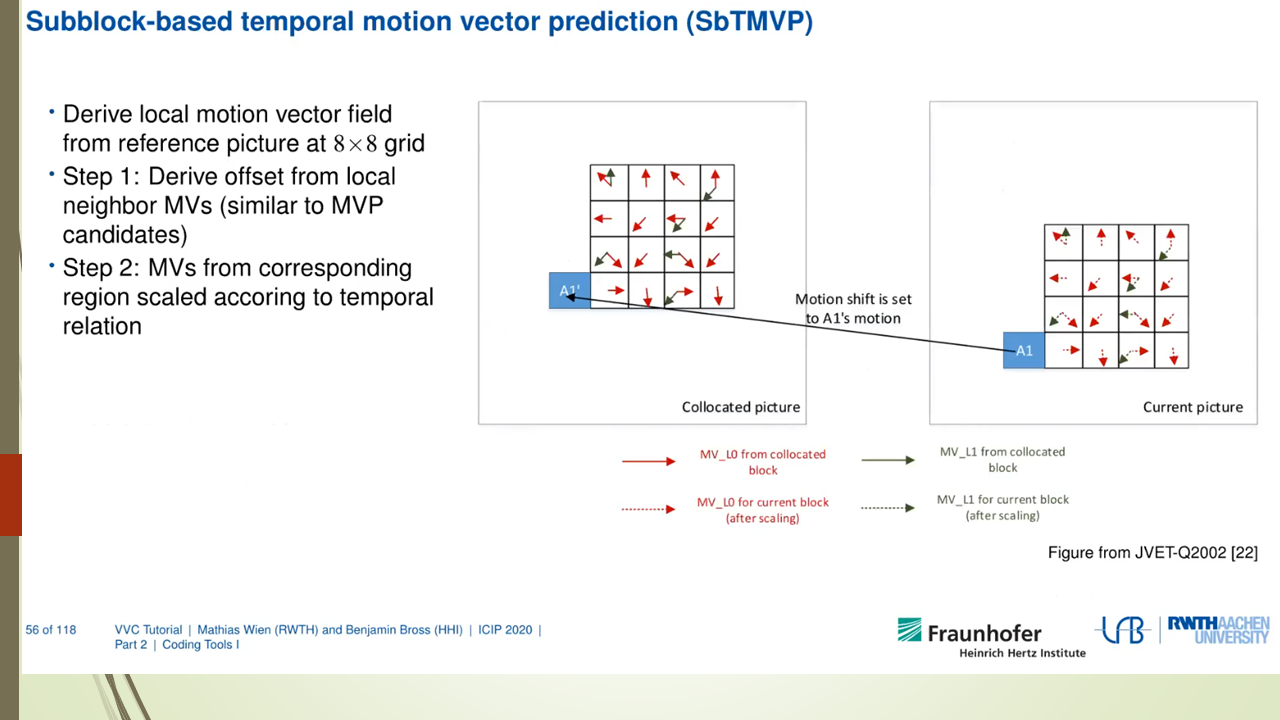 Subblock-based temporal motion vector prediction (SbTMVP)
• Derive local motion vector field
from reference picture at 8×8 grid
• Step 1: Derive offset from local
neighbor MVs (similar to MVP
candidates)
• Step 2: MVs from corresponding
region scaled accoring to temporal
relation
A1'
Motion shift is set
to A1's motion
A1
Collocated picture
Current picture
MV_L0 from collocated
block
MV_L1 from collocated
block
MV_L0 for current block
(after scaling)
MV_L1 for current block
(after scaling)
Figure from JVET-Q2002 [22]
56 of 118
VVC Tutorial | Mathias Wien (RWTH) and Benjamin Bross (HHI) | ICIP 2020 |
Part 2 | Coding Tools I
Fraunhofer
Heinrich Hertz Institute
LFB
RWTH AACHEN
UNIVERSITY